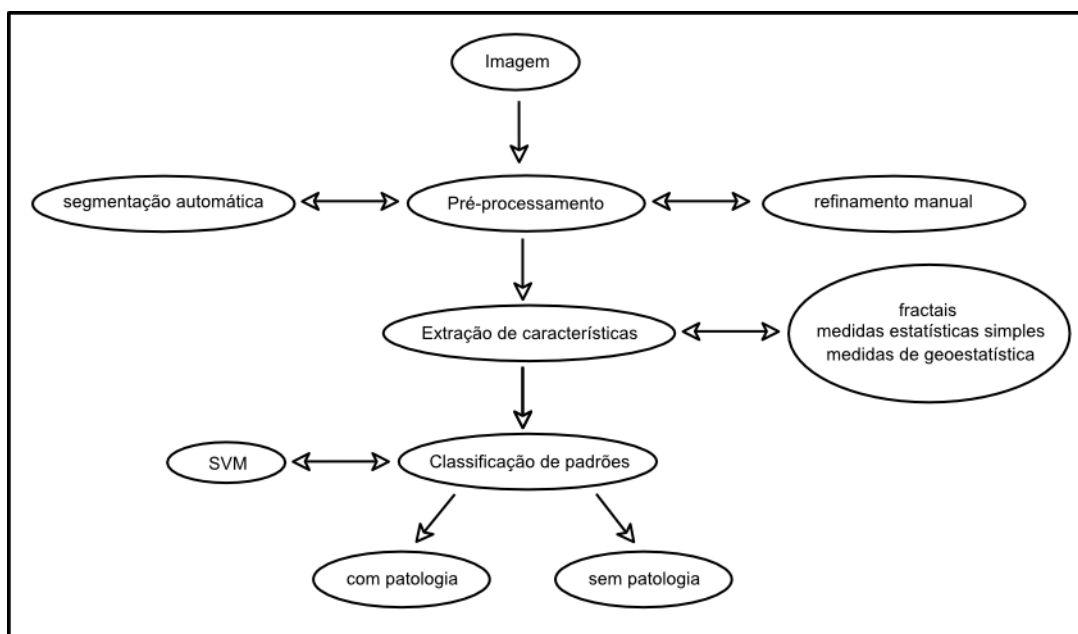 Imagem
segmentação automática
Pré-processamento
refinamento manual
Extração de características
fractais
medidas estatísticas simples
medidas de geoestatística
SVM
Classificação de padrões
com patologia
sem patologia